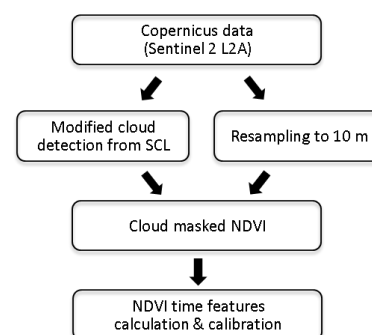 Copernicus data
(Sentinel 2 L2A)
Modified cloud
detection from SCL
Resampling to 10 m
Cloud masked NDVI
NDVI time features
calculation & calibration